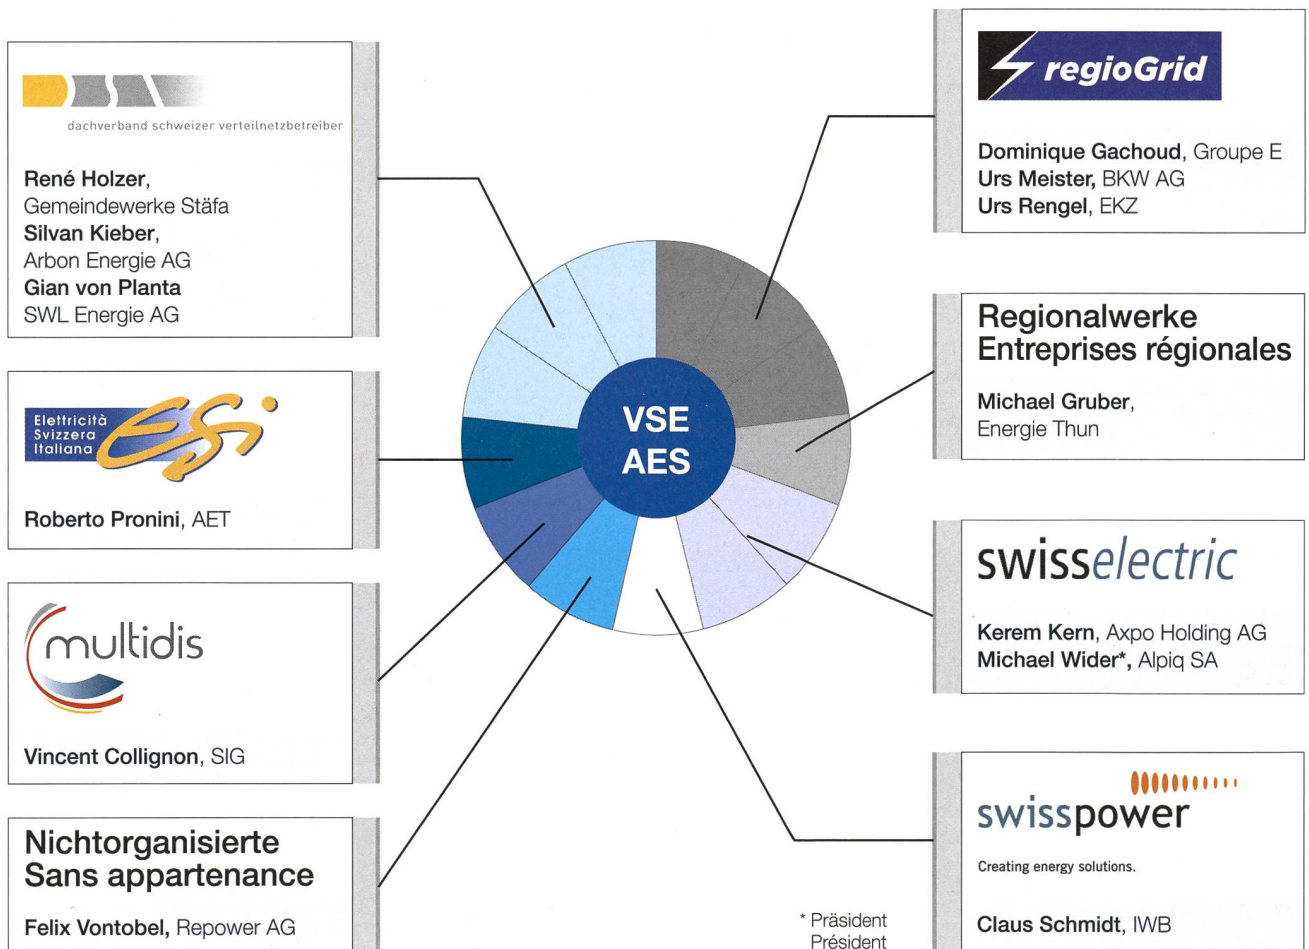 dachverband schweizer verteilnetzbetreiber
René Holzer,
Gemeindewerke Stäfa
Silvan Kieber,
Arbon Energie AG
Gian von Planta
SWL Energie AG
Elettricità
Svizzera
Italiana
ESi
Roberto Pronini, AET
multidis
Vincent Collignon, SIG
Nichtorganisierte
Sans appartenance
Felix Vontobel, Repower AG
VSE
AES
regioGrid
Dominique Gachoud, Groupe E
Urs Meister, BKW AG
Urs Rengel, EKZ
Regionalwerke
Entreprises régionales
Michael Gruber,
Energie Thun
swisselectric
Kerem Kern, Axpo Holding AG
Michael Wider*, Alpiq SA
swisspower
Creating energy solutions.
Claus Schmidt, IWB
* Präsident
Président